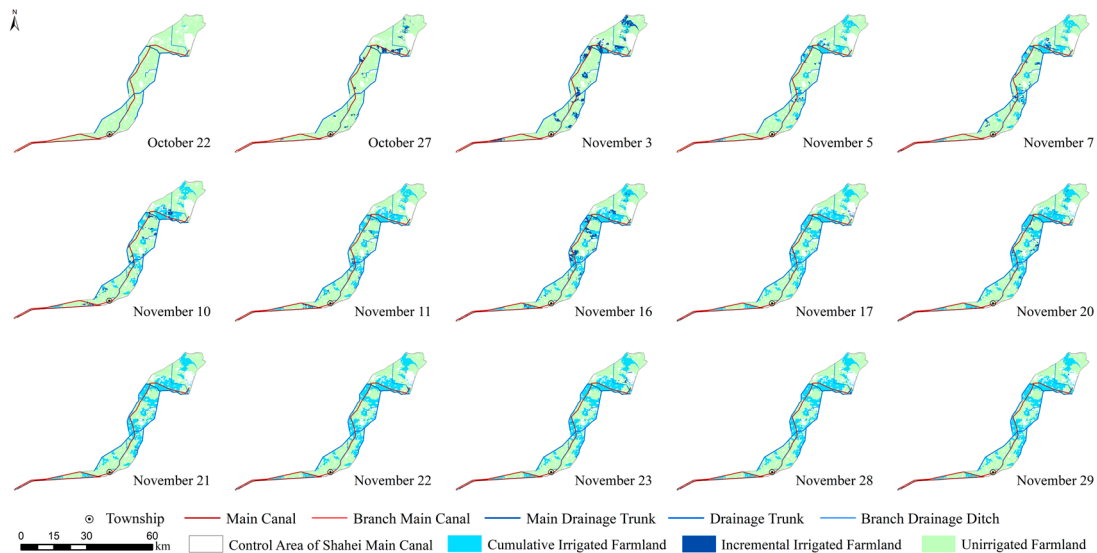 N
October 22
October 27
November 3
November 5
November 7
November 10
November 11
November 16
November 17
November 20
November 21
November 22
November 23
November 28
November 29
Township Main Canal Branch Main Canal Main Drainage Trunk Drainage Trunk Branch Drainage Ditch
0 15 30 60 km
Control Area of Shahei Main Canal Cumulative Irrigated Farmland Incremental Irrigated Farmland Unirrigated Farmland